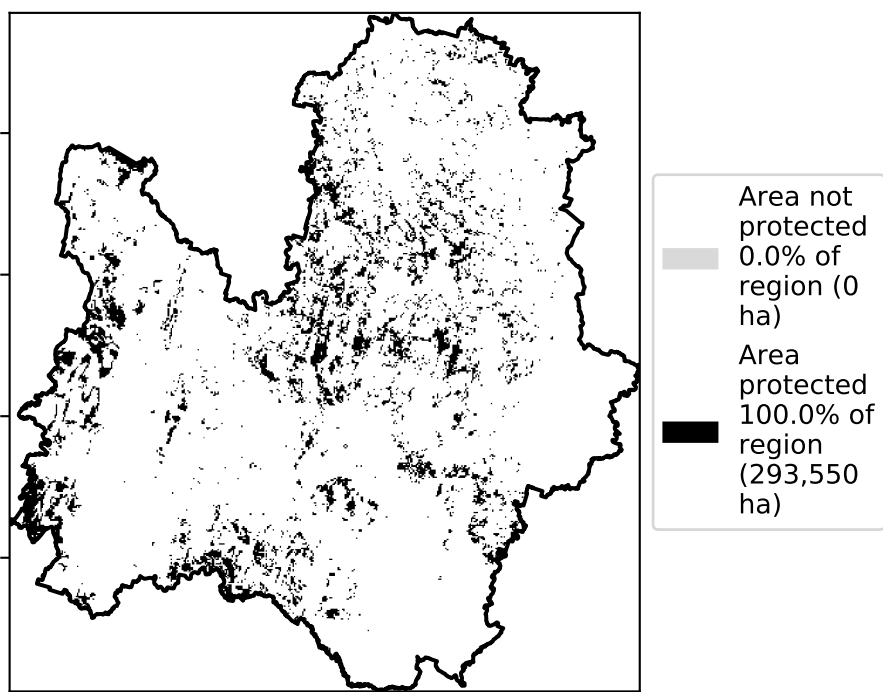 Area not
protected
0.0% of
region (0
ha)
Area
protected
100.0% of
region
(293,550
ha)